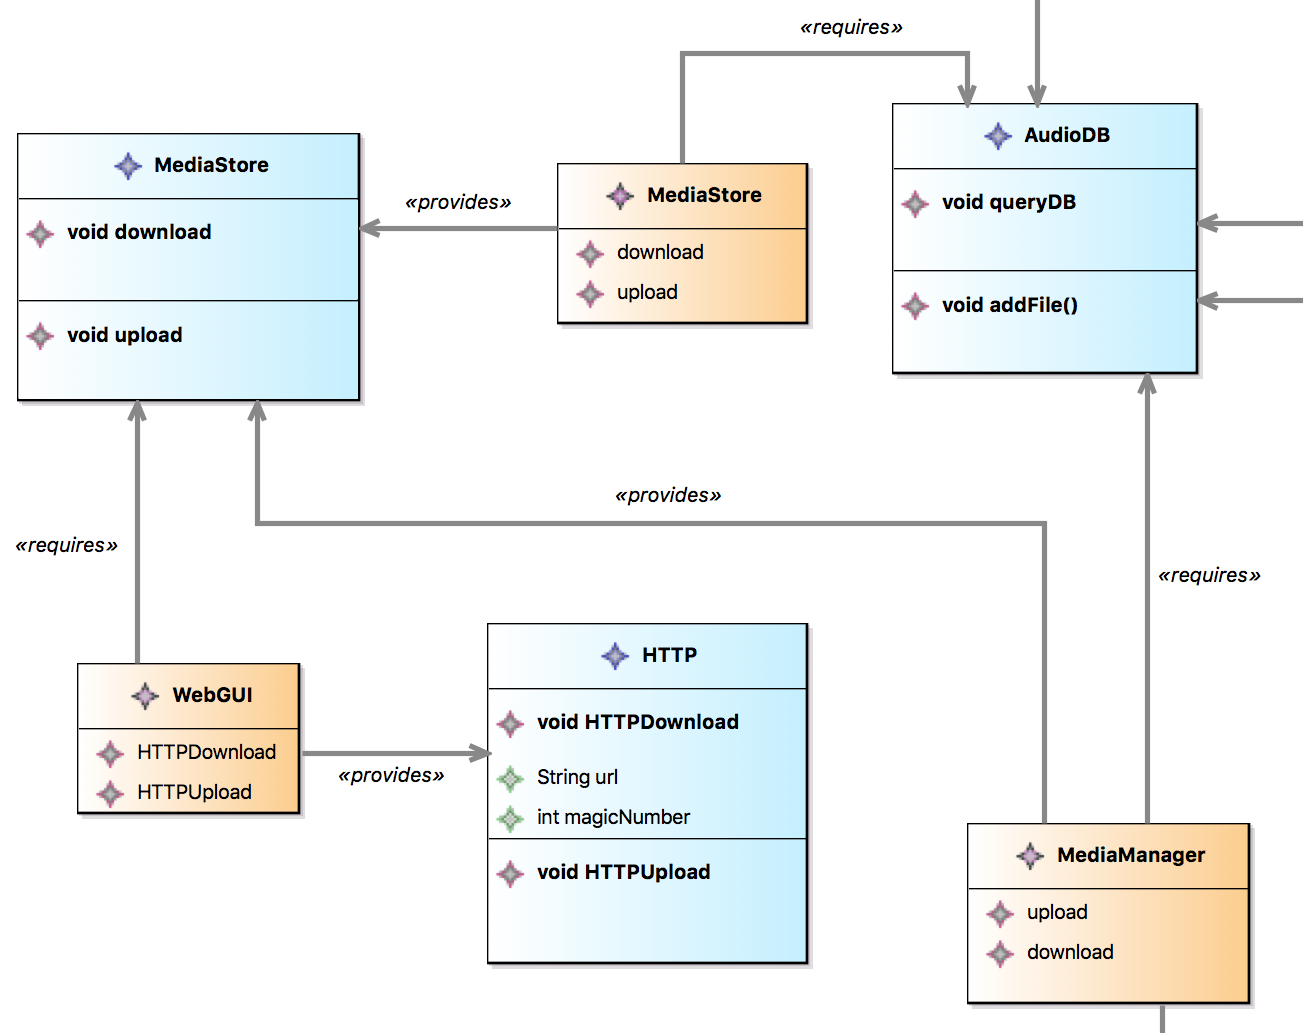 «requires»
AudioDB
void queryDB
void addFile()
MediaStore
void download
void upload
«provides»
MediaStore
download
upload
«provides»
«requires»
«requires»
WebGUI
HTTPDownload
HTTPUpload
«provides»
HTTP
void HTTPDownload
String url
int magicNumber
void HTTPUpload
MediaManager
upload
download